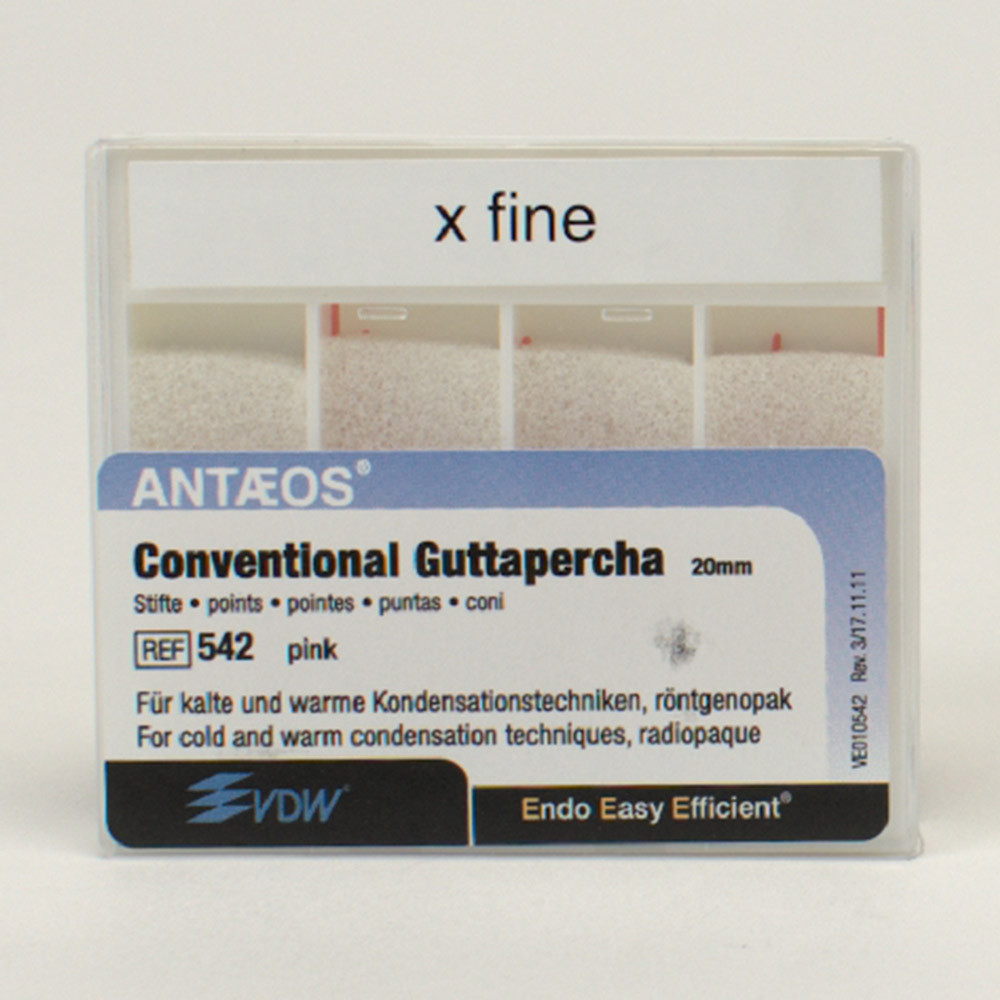 x fine
ANTÆOS®
Conventional Guttapercha 20mm
Stifte • points • pointes • puntas • coni
REF 542 pink
Für kalte und warme Kondensationstechniken, röntgenopak
For cold and warm condensation techniques, radiopaque
VE010542 Rev. 3/17.11.11
VDW®
Endo Easy Efficient®